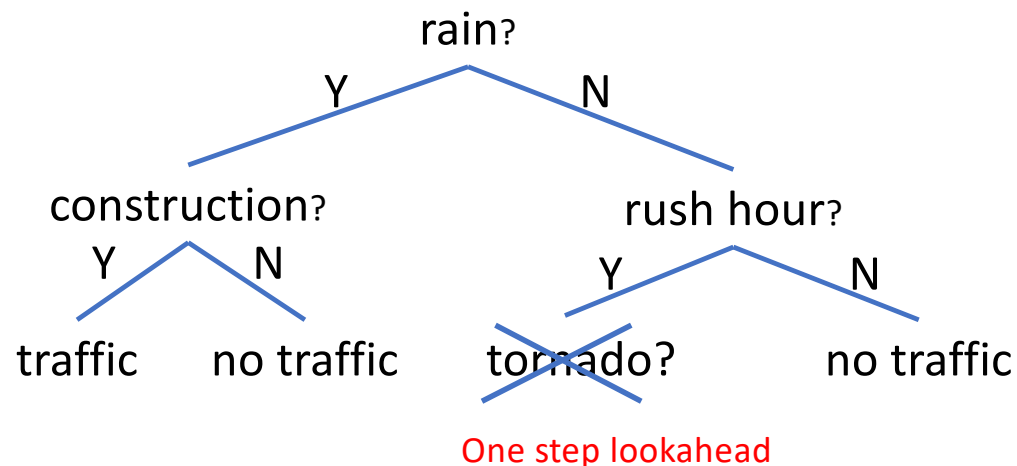 rain?
Y
N
construction?
rush hour?
Y
N
Y
N
traffic
no traffic
tornado?
no traffic
One step lookahead